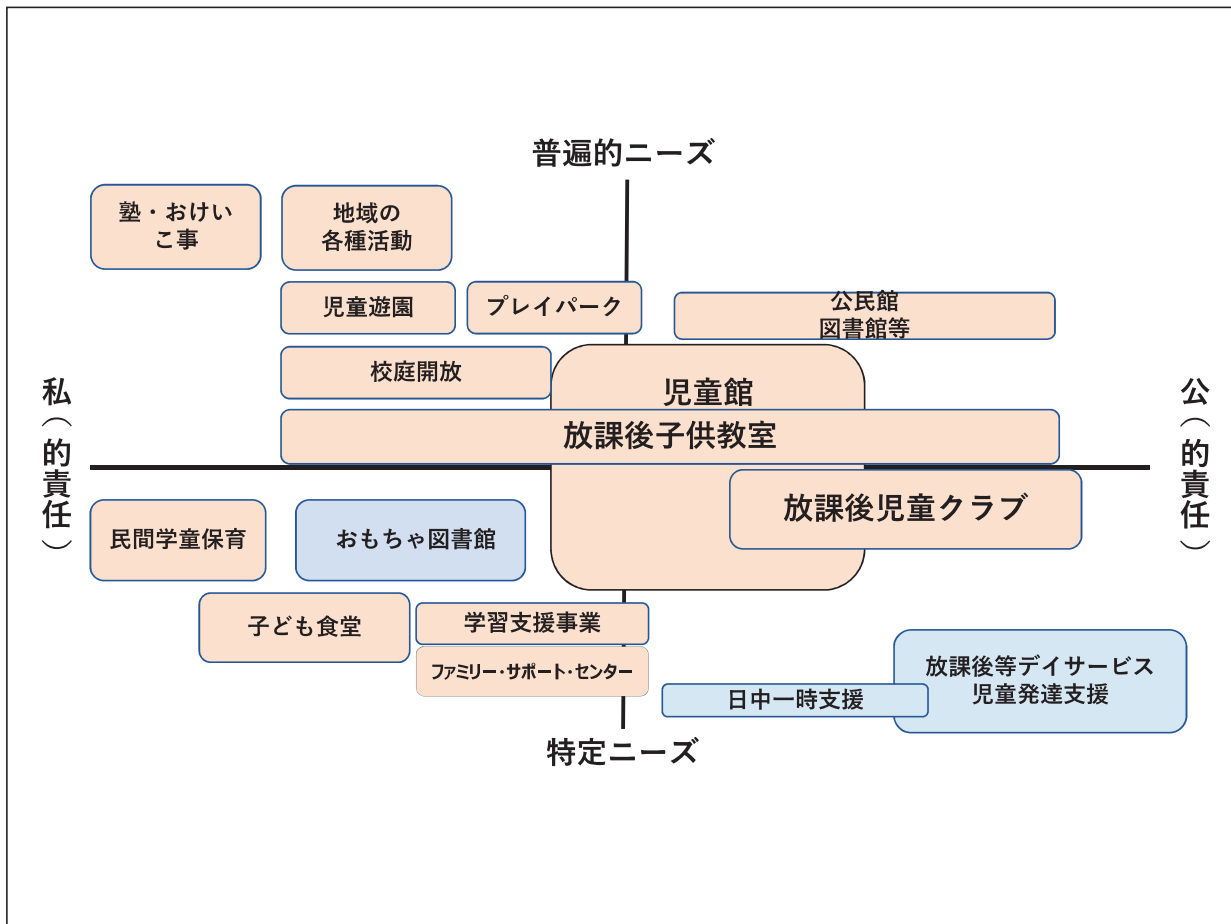 普遍的ニーズ
塾・おけい
こ事
地域の
各種活動
児童遊園
プレイパーク
公民館
図書館等
校庭開放
児童館
放課後子供教室
私（的責任）
公（的責任）
放課後児童クラブ
民間学童保育
おもちゃ図書館
子ども食堂
学習支援事業
ファミリー・サポート・センター
放課後等デイサービス
児童発達支援
日中一時支援
特定ニーズ